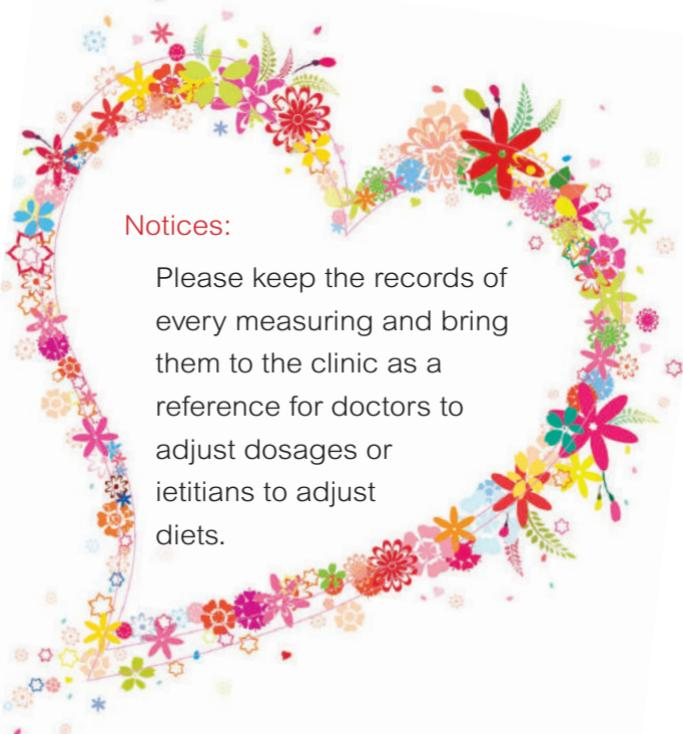 Notices:
Please keep the records of
every measuring and bring
them to the clinic as a
reference for doctors to
adjust dosages or
ietitians to adjust
diets.